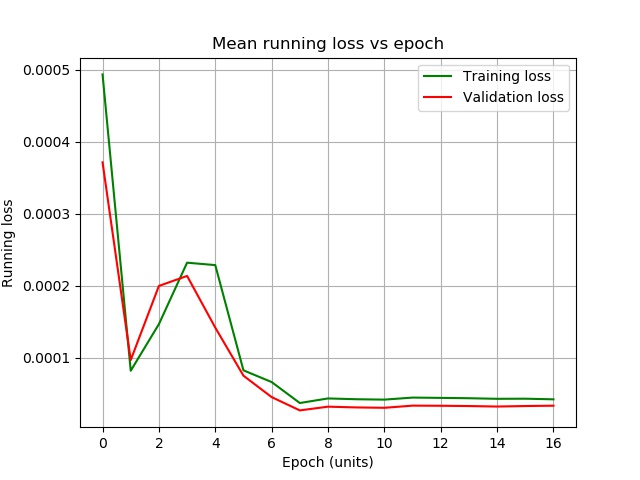 Mean running loss vs epoch
Training loss
Validation loss
0.0005
0.0004
0.0003
0.0002
0.0001
Running loss
0 2 4 6 8 10 12 14 16
Epoch (units)